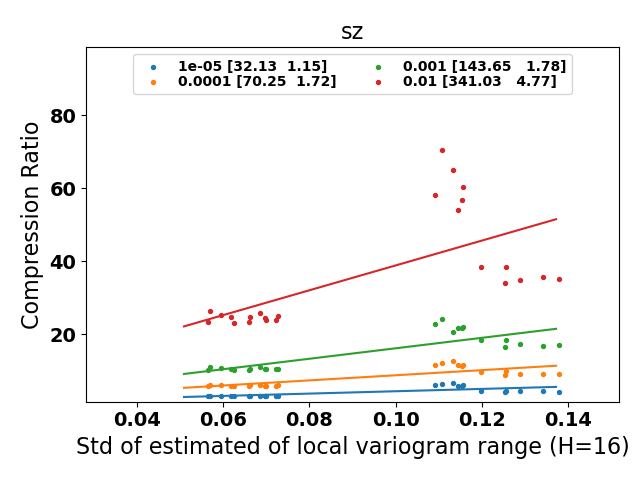 sz
1e-05 [32.13  1.15]
0.0001 [70.25  1.72]
0.001 [143.65   1.78]
0.01 [341.03   4.77]
Compression Ratio
80
60
40
20
0.04 0.06 0.08 0.10 0.12 0.14
Std of estimated of local variogram range (H=16)